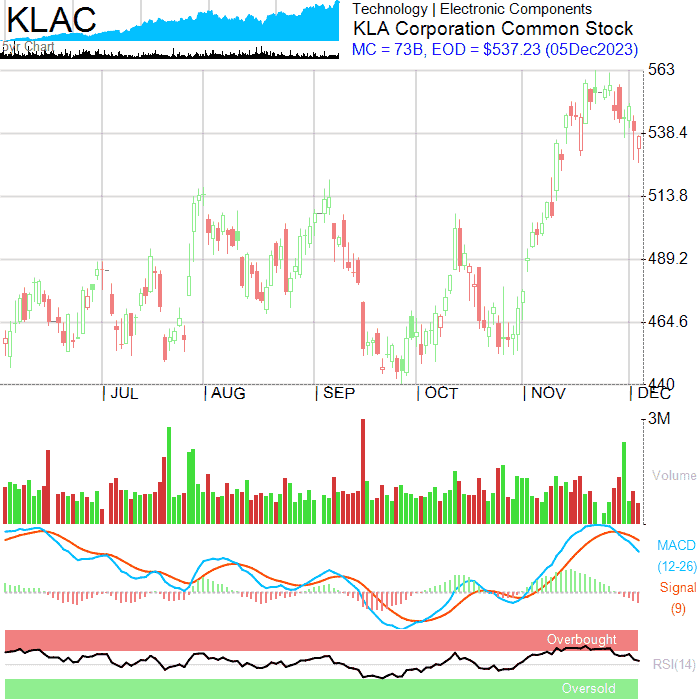 KLAC
5yr Chart
Technology | Electronic Components
KLA Corporation Common Stock
MC = 73B, EOD = $537.23 (05Dec2023)
563
538.4
513.8
489.2
464.6
440
JUL
AUG
SEP
OCT
NOV
DEC
3M
Volume
MACD
(12-26)
Signal
(9)
Overbought
RSI(14)
Oversold